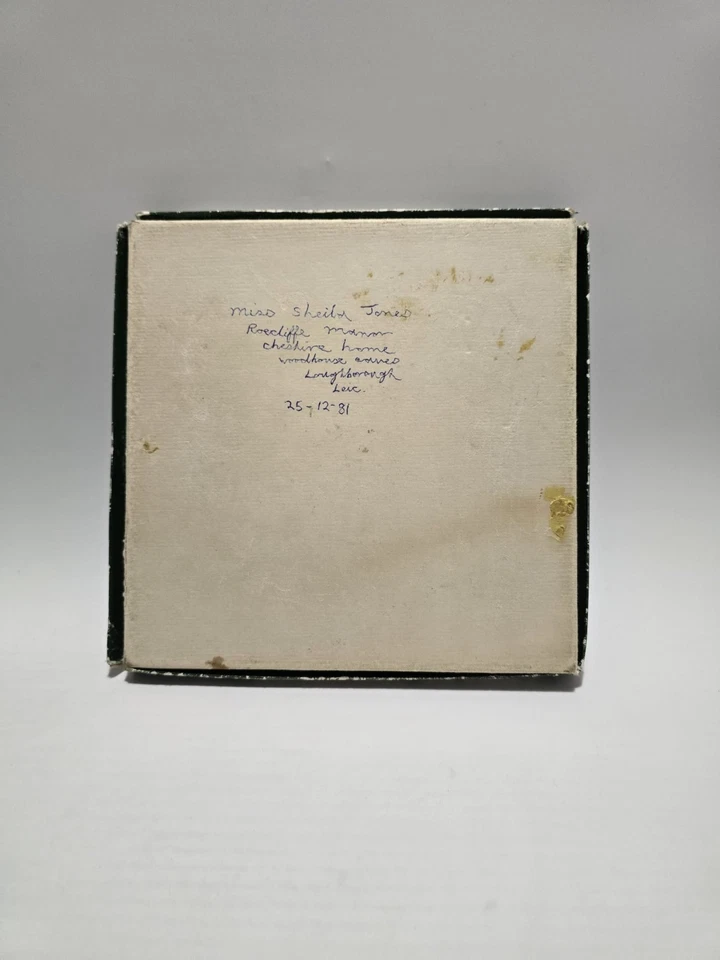 Miss Sheila Jones
Roecliffe Manor
Cheshire home
woodhouse eaves
Loughborough
Leic.
25-12-81